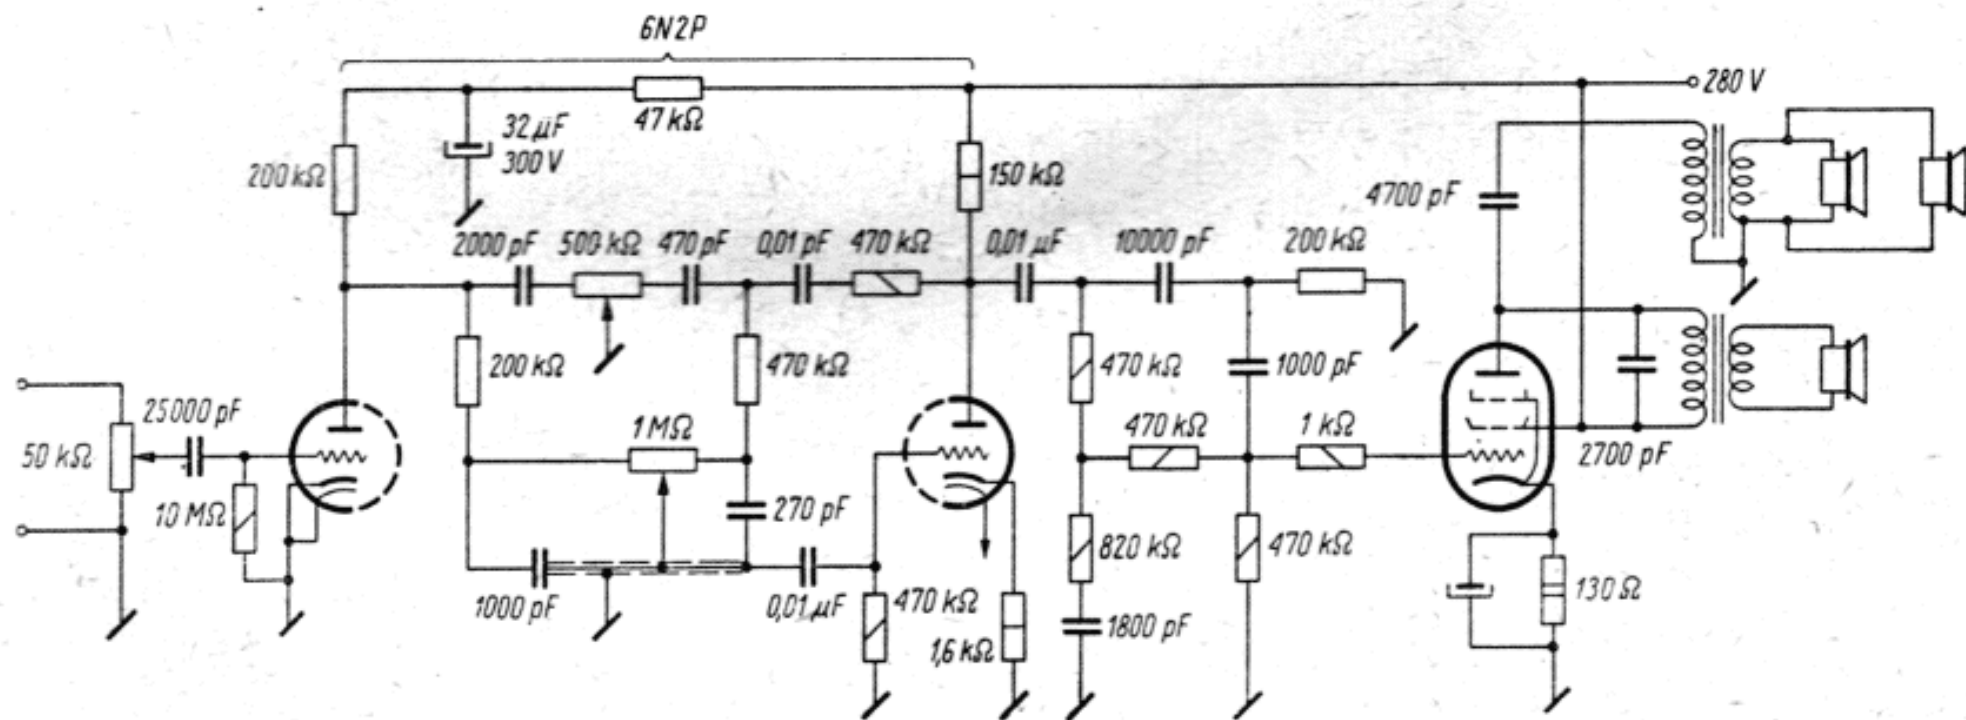 6N2P
280 V
47 kΩ
32 µF
300 V
200 kΩ
150 kΩ
4700 pF
2000 pF
500 kΩ
470 pF
0,01 pF
470 kΩ
0,01 µF
10000 pF
200 kΩ
200 kΩ
470 kΩ
470 kΩ
1000 pF
25000 pF
50 kΩ
1 MΩ
470 kΩ
1 kΩ
2700 pF
10 MΩ
270 pF
820 kΩ
470 kΩ
1000 pF
0,01 µF
470 kΩ
1,6 kΩ
1800 pF
130 Ω